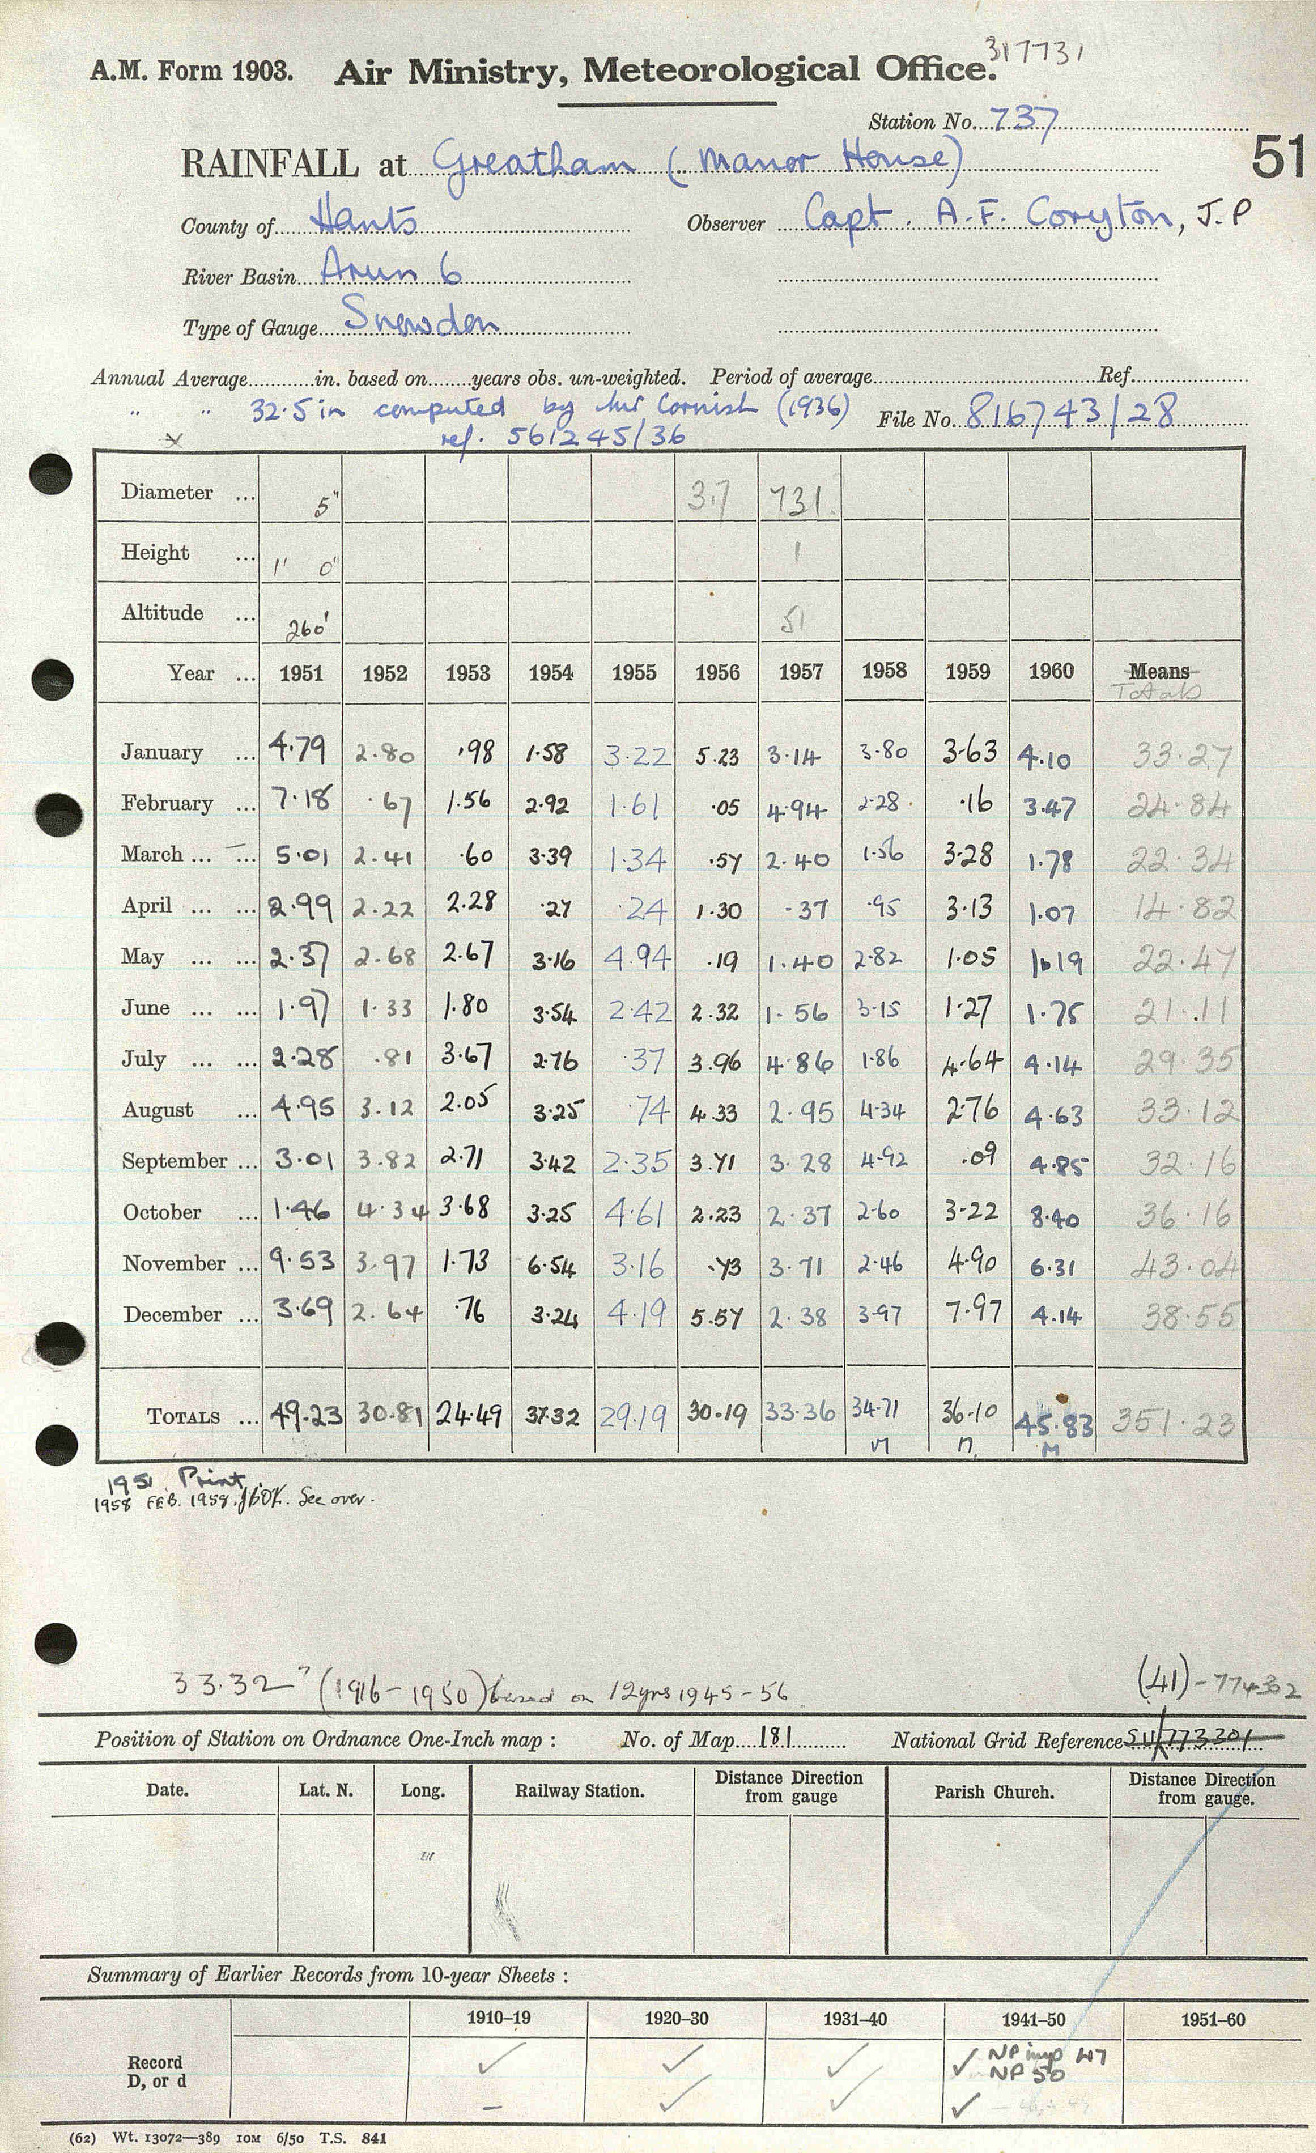 317731
A.M. Form 1903. Air Ministry, Meteorological Office.
Station No. 737
RAINFALL at Greatham (Manor House) 51
County of Hants Observer Capt. A.F. Coryton, J.P
River Basin Arun 6
Type of Gauge Snowdon
Annual Average in. based on years obs. un-weighted. Period of average Ref.
" " 32.5 in computed by Mr Cornish (1936) File No. 816743/28
ref. 561245/36
Diameter ... 5" 317 731
Height ... 1' 0" 1
Altitude ... 260' 51
Year ... 1951 1952 1953 1954 1955 1956 1957 1958 1959 1960 Means
Totals
January ... 4.79 2.80 .98 1.58 3.22 5.23 3.14 3.80 3.63 4.10 33.27
February ... 7.18 .67 1.56 2.92 1.61 .05 4.94 2.28 .16 3.47 24.84
March ... ... 5.01 2.41 .60 3.39 1.34 .57 2.40 1.56 3.28 1.78 22.34
April ... ... 2.99 2.22 2.28 .27 .24 1.30 .37 .95 3.13 1.07 14.82
May ... ... 2.37 2.68 2.67 3.16 4.94 .19 1.40 2.82 1.05 1.19 22.47
June ... ... 1.97 1.33 1.80 3.54 2.42 2.32 1.56 3.15 1.27 1.75 21.11
July ... ... 2.28 .81 3.67 2.76 .37 3.96 4.86 1.86 4.64 4.14 29.35
August ... 4.95 3.12 2.05 3.25 .74 4.33 2.95 4.34 2.76 4.63 33.12
September ... 3.01 3.82 2.71 3.42 2.35 3.71 3.28 4.92 .09 4.85 32.16
October ... 1.46 4.34 3.68 3.25 4.61 2.23 2.37 2.60 3.22 8.40 36.16
November ... 9.53 3.97 1.73 6.54 3.16 .73 3.71 2.46 4.90 6.31 43.04
December ... 3.69 2.64 .76 3.24 4.19 5.57 2.38 3.97 7.97 4.14 38.55
TOTALS ... 49.23 30.81 24.49 37.32 29.19 30.19 33.36 34.71 36.10 45.83 351.23
M M
195 Print
1958 FEB. 1959. See over.
33.32" (1916-1950) based on 12 yrs 1945-56 (41)-774302
Position of Station on Ordnance One-Inch map : No. of Map 181 National Grid Reference SU/773301
Date. Lat. N. Long. Railway Station. Distance Direction from gauge Parish Church. Distance Direction from gauge.
Summary of Earlier Records from 10-year Sheets :
1910-19 1920-30 1931-40 1941-50 1951-60
Record ✓ ✓ ✓ ✓ NP imp 47
D, or d NP 50
– ✓ ✓ ✓
(62) Wt. 13072—389 10M 6/50 T.S. 841